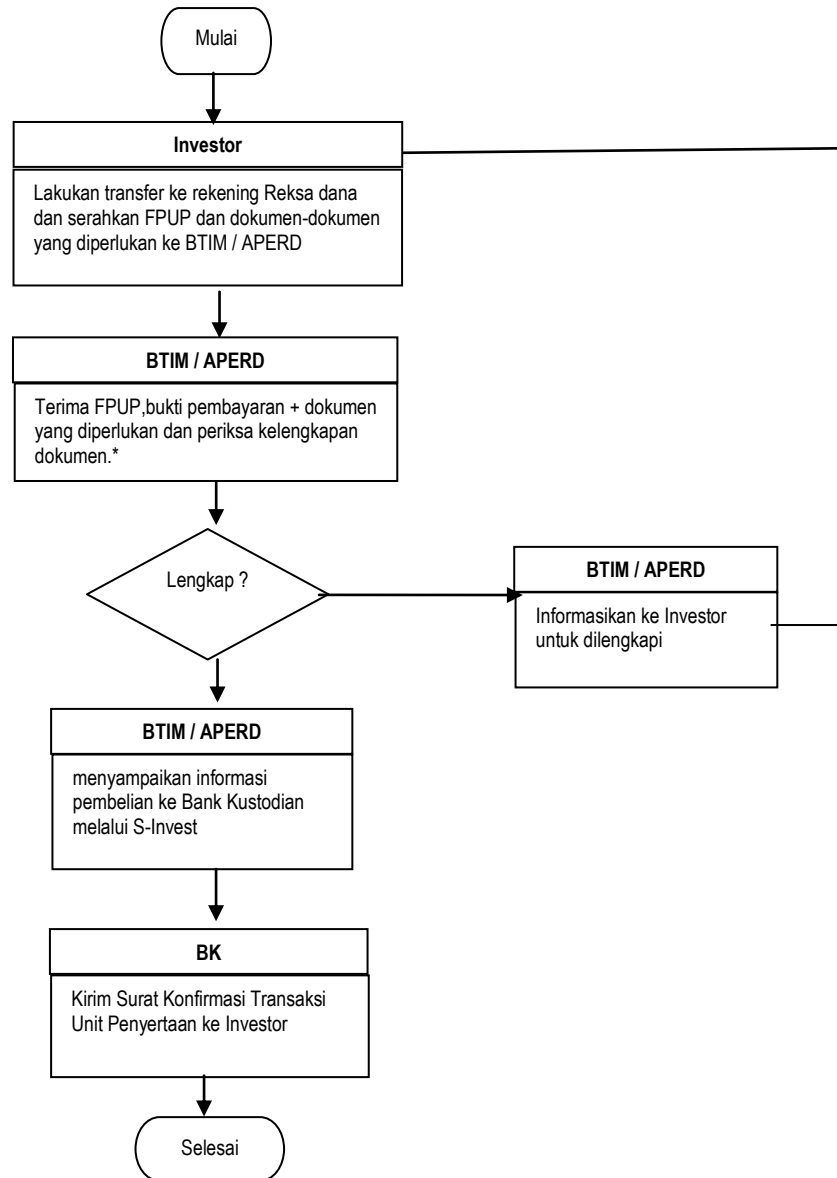 Mulai
Investor
Lakukan transfer ke rekening Reksa dana
dan serahkan FPUP dan dokumen-dokumen
yang diperlukan ke BTIM / APERD
BTIM / APERD
Terima FPUP,bukti pembayaran + dokumen
yang diperlukan dan periksa kelengkapan
dokumen.*
Lengkap ?
BTIM / APERD
Informasikan ke Investor
untuk dilengkapi
BTIM / APERD
menyampaikan informasi
pembelian ke Bank Kustodian
melalui S-Invest
BK
Kirim Surat Konfirmasi Transaksi
Unit Penyertaan ke Investor
Selesai